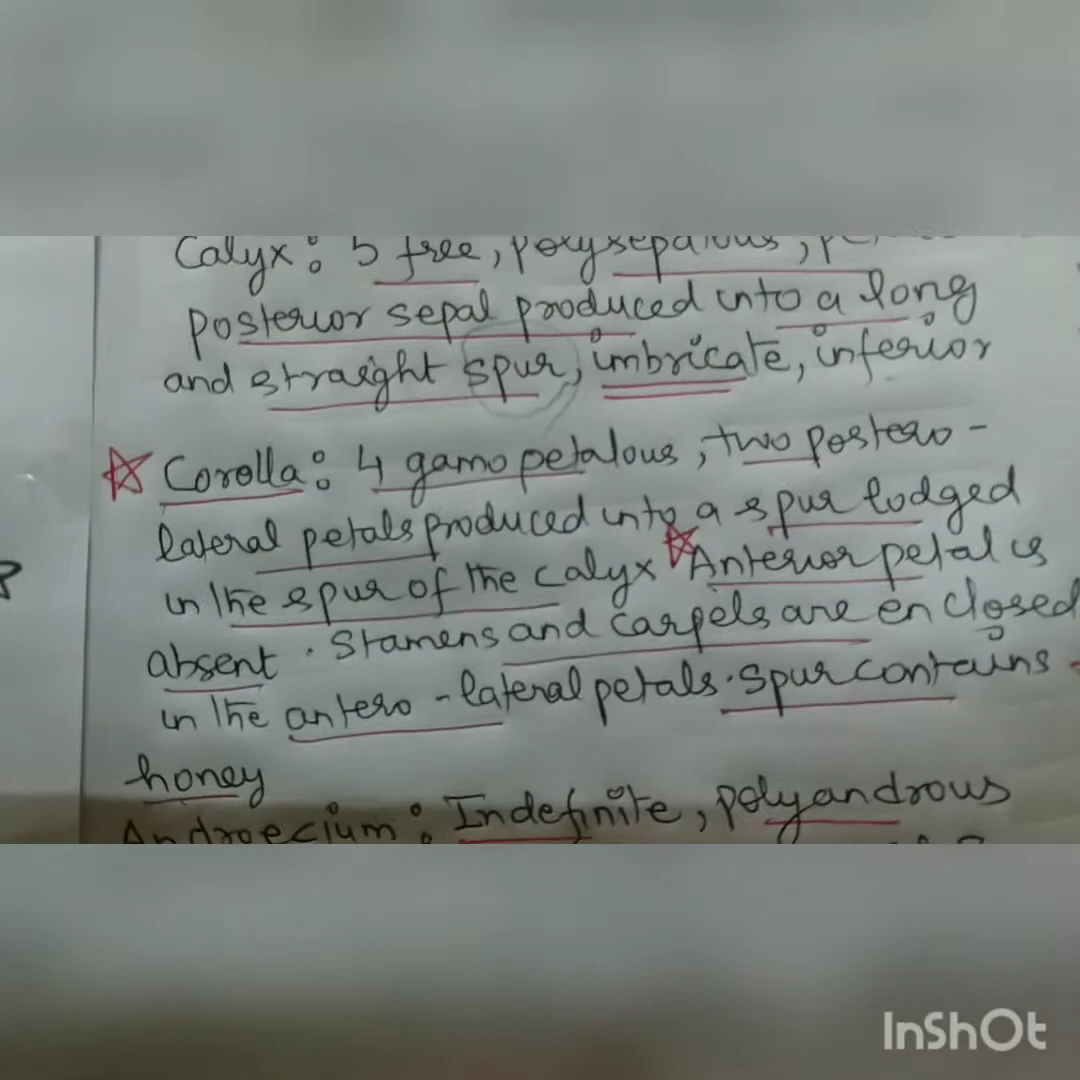 Calyx: 5 free, polysepalous,
posterior sepal produced into a long
and straight spur, imbricate, inferior
Corolla: 4 gamopetalous, two postero-
lateral petals produced into a spur lodged
in the spur of the calyx Anterior petal is
absent. Stamens and carpels are enclosed
in the antero-lateral petals. Spur contains
honey
Androecium: Indefinite, polyandrous
InShOt